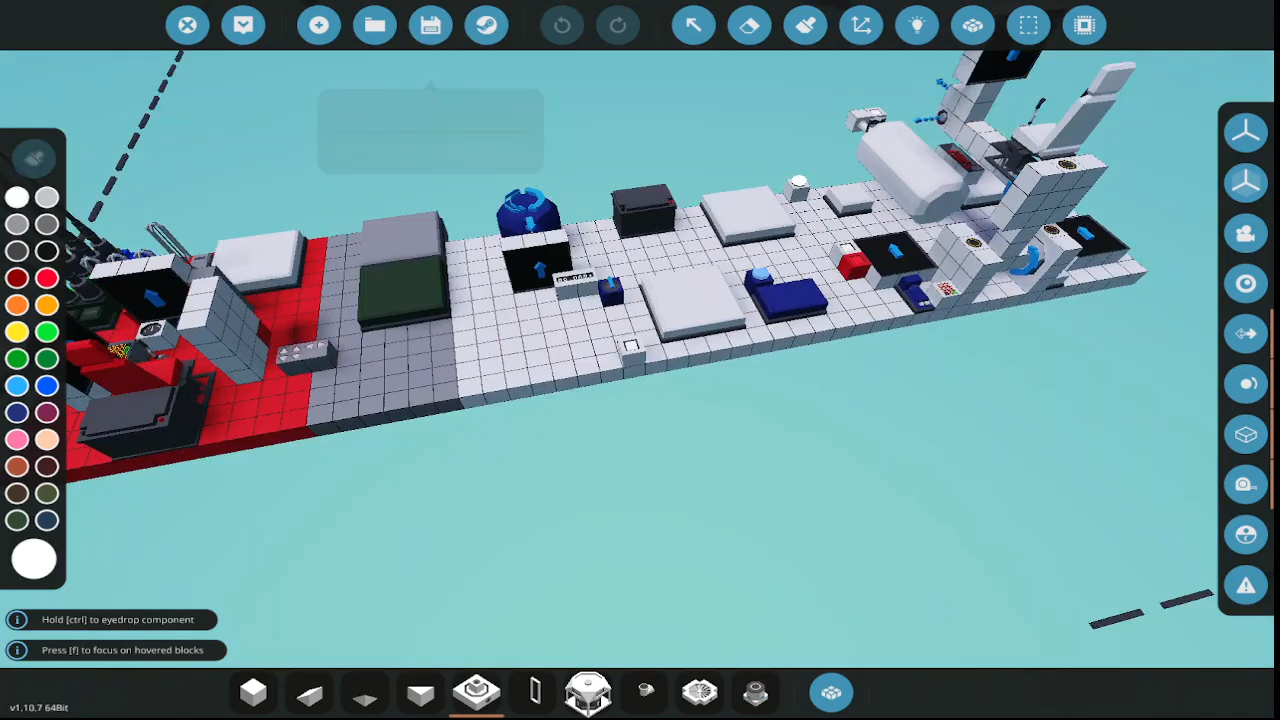 Hold [ctrl] to eyedrop component
Press [f] to focus on hovered blocks
v1.10.7 64Bit